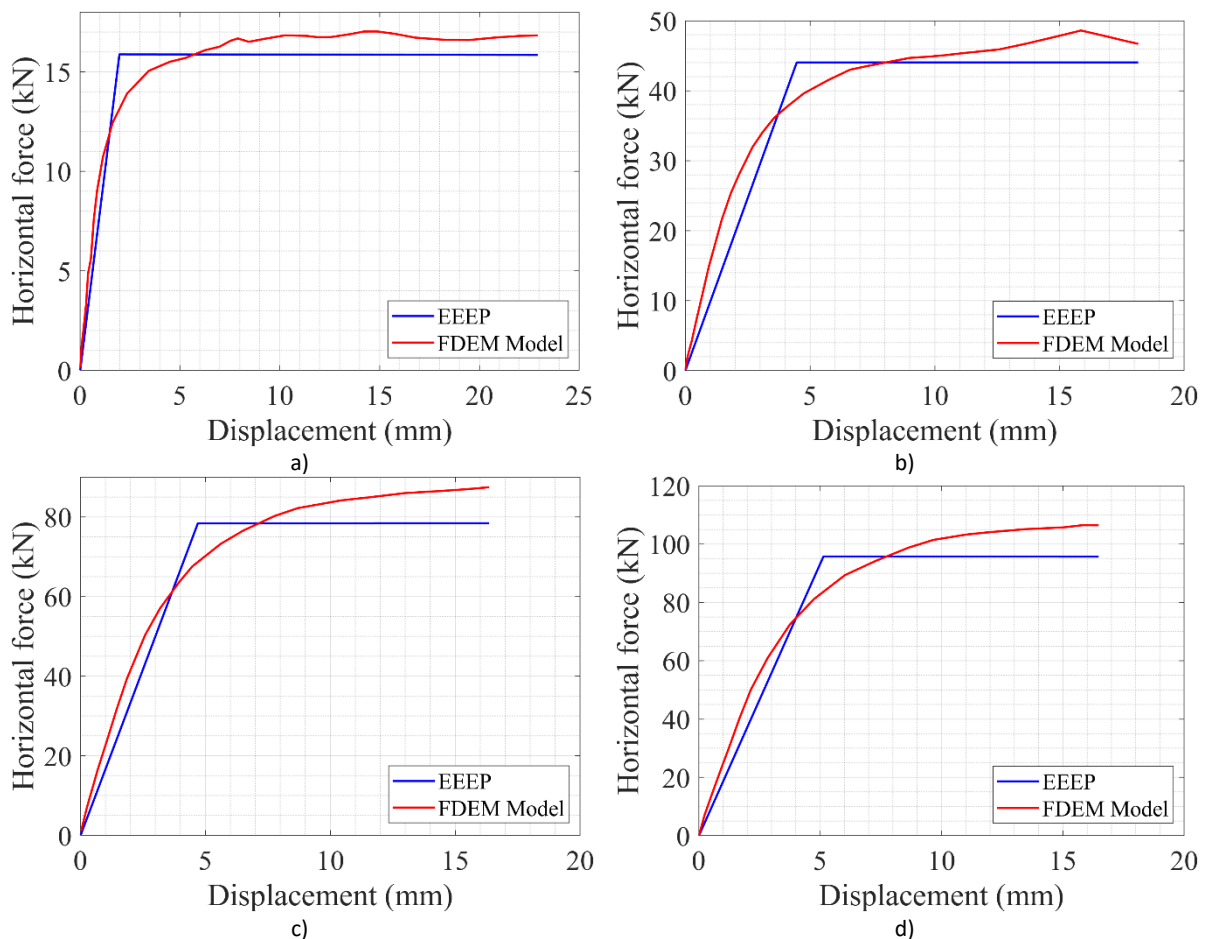 Horizontal force (kN)
15
10
5
0
0 5 10 15 20 25
EEEP
FDEM Model
Displacement (mm)
a)
Horizontal force (kN)
50
40
30
20
10
0
0 5 10 15 20
EEEP
FDEM Model
Displacement (mm)
b)
Horizontal force (kN)
80
60
40
20
0
0 5 10 15 20
EEEP
FDEM Model
Displacement (mm)
c)
Horizontal force (kN)
120
100
80
60
40
20
0
0 5 10 15 20
EEEP
FDEM Model
Displacement (mm)
d)